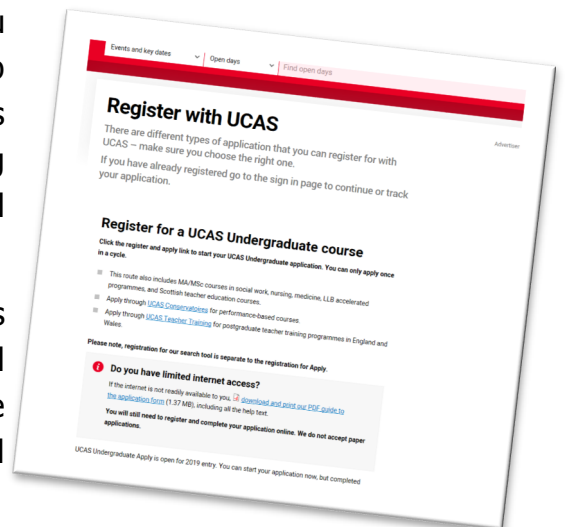 Events and key dates Open days Find open days
Advertiser
Register with UCAS
There are different types of application that you can register for with
UCAS – make sure you choose the right one.
If you have already registered go to the sign in page to continue or track
your application.
Register for a UCAS Undergraduate course
Click the register and apply link to start your UCAS Undergraduate application. You can only apply once
in a cycle.
This route also includes MA/MSc courses in social work, nursing, medicine, LLB accelerated
programmes, and Scottish teacher education courses.
Apply through UCAS Conservatoires for performance-based courses.
Apply through UCAS Teacher Training for postgraduate teacher training programmes in England and
Wales.
Please note, registration for our search tool is separate to the registration for Apply.
Do you have limited internet access?
If the internet is not readily available to you, download and print our PDF guide to
the application form (1.37 MB), including all the help text.
You will still need to register and complete your application online. We do not accept paper
applications.
UCAS Undergraduate Apply is open for 2019 entry. You can start your application now, but completed